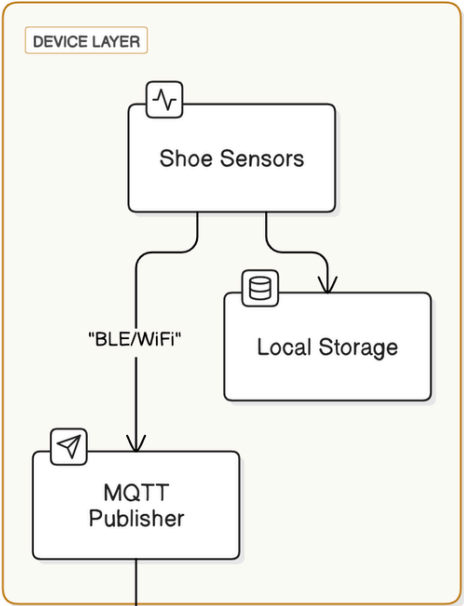 DEVICE LAYER
Shoe Sensors
"BLE/WiFi"
Local Storage
MQTT
Publisher